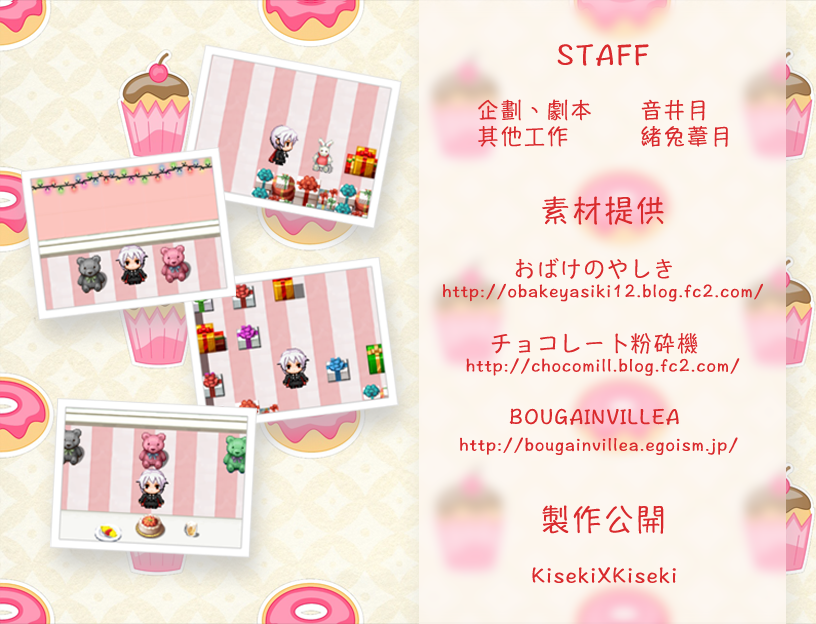 STAFF
企劃、劇本 音井月
其他工作 緒兔葦月
素材提供
おばけのやしき
http://obakeyasiki12.blog.fc2.com/
チョコレート粉砕機
http://chocomill.blog.fc2.com/
BOUGAINVILLEA
http://bougainvillea.egoism.jp/
製作公開
KisekiXKiseki